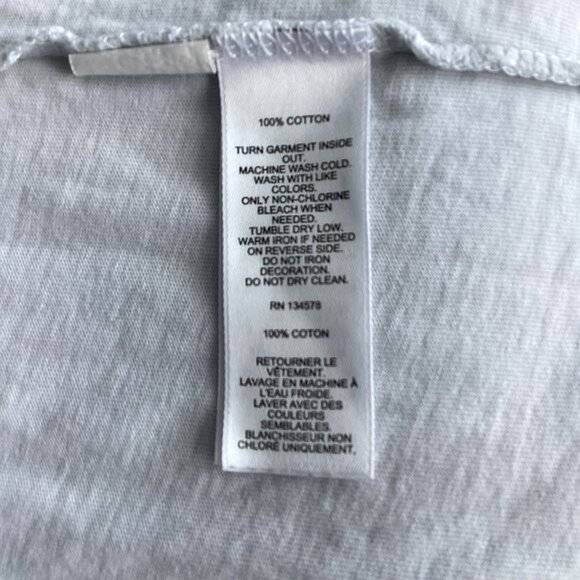 100% COTTON
TURN GARMENT INSIDE
OUT.
MACHINE WASH COLD.
WASH WITH LIKE
COLORS.
ONLY NON-CHLORINE
BLEACH WHEN
NEEDED.
TUMBLE DRY LOW.
WARM IRON IF NEEDED
ON REVERSE SIDE.
DO NOT IRON
DECORATION.
DO NOT DRY CLEAN.
RN 134578
100% COTON
RETOURNER LE
VÊTEMENT.
LAVAGE EN MACHINE À
L'EAU FROIDE.
LAVER AVEC DES
COULEURS
SEMBLABLES.
BLANCHISSEUR NON
CHLORÉ UNIQUEMENT.